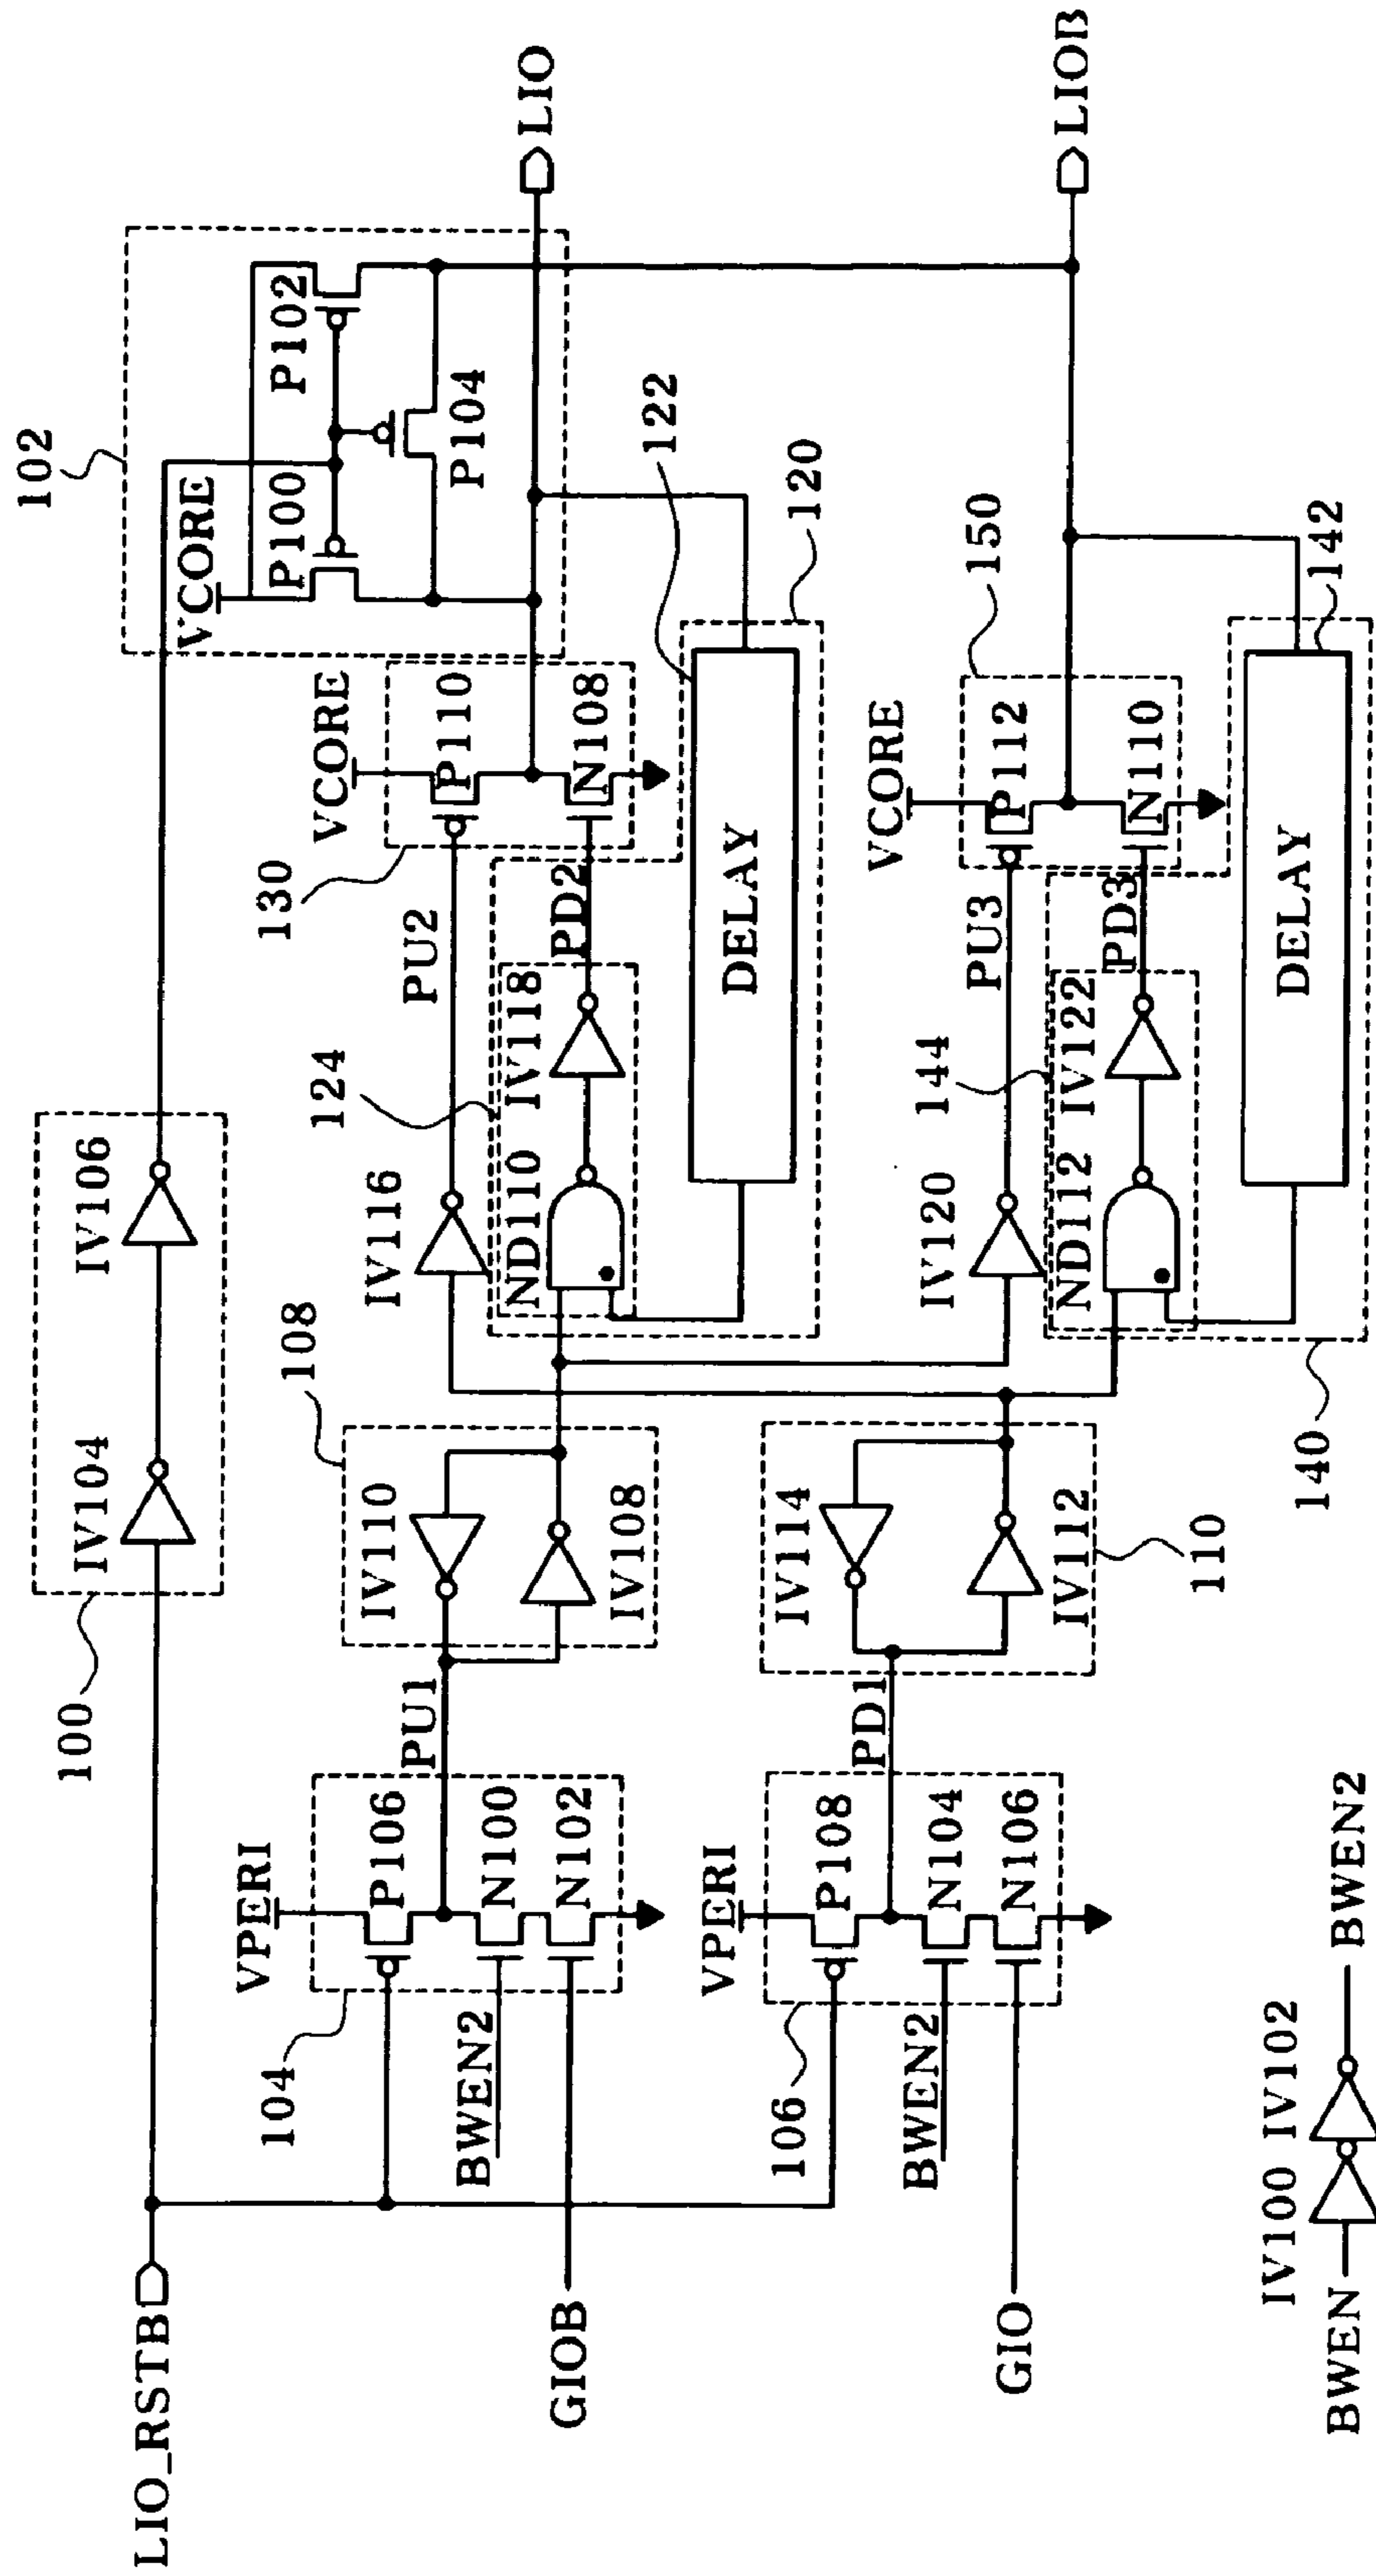 LIO_RSTB
100
IV104
IV106
102
VCORE
P100
P102
P104
LIO
VPERI
P106
N100
N102
104
BWEN2
GIOB
PU1
108
IV110
IV108
IV116
PU2
130
VCORE
P110
N108
124
ND110
IV118
PD2
DELAY
122
120
VPERI
P108
N104
N106
106
BWEN2
GIO
PD1
IV114
IV112
110
IV120
PU3
VCORE
P112
N110
150
144
ND112
IV122
PD3
DELAY
142
140
LIOB
IV100 IV102
BWEN
BWEN2